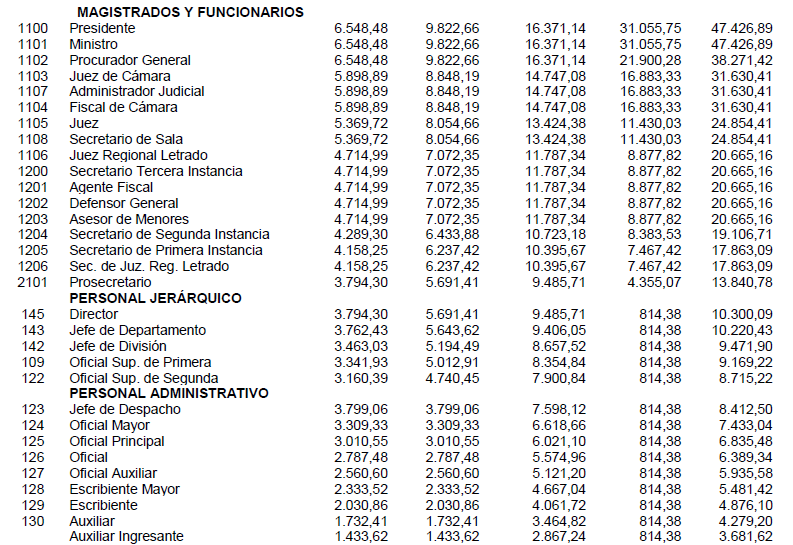 MAGISTRADOS Y FUNCIONARIOS
1100 Presidente 6.548,48 9.822,66 16.371,14 31.055,75 47.426,89
1101 Ministro 6.548,48 9.822,66 16.371,14 31.055,75 47.426,89
1102 Procurador General 6.548,48 9.822,66 16.371,14 21.900,28 38.271,42
1103 Juez de Cámara 5.898,89 8.848,19 14.747,08 16.883,33 31.630,41
1107 Administrador Judicial 5.898,89 8.848,19 14.747,08 16.883,33 31.630,41
1104 Fiscal de Cámara 5.898,89 8.848,19 14.747,08 16.883,33 31.630,41
1105 Juez 5.369,72 8.054,66 13.424,38 11.430,03 24.854,41
1108 Secretario de Sala 5.369,72 8.054,66 13.424,38 11.430,03 24.854,41
1106 Juez Regional Letrado 4.714,99 7.072,35 11.787,34 8.877,82 20.665,16
1200 Secretario Tercera Instancia 4.714,99 7.072,35 11.787,34 8.877,82 20.665,16
1201 Agente Fiscal 4.714,99 7.072,35 11.787,34 8.877,82 20.665,16
1202 Defensor General 4.714,99 7.072,35 11.787,34 8.877,82 20.665,16
1203 Asesor de Menores 4.714,99 7.072,35 11.787,34 8.877,82 20.665,16
1204 Secretario de Segunda Instancia 4.289,30 6.433,88 10.723,18 8.383,53 19.106,71
1205 Secretario de Primera Instancia 4.158,25 6.237,42 10.395,67 7.467,42 17.863,09
1206 Sec. de Juz. Reg. Letrado 4.158,25 6.237,42 10.395,67 7.467,42 17.863,09
2101 Prosecretario 3.794,30 5.691,41 9.485,71 4.355,07 13.840,78
PERSONAL JERÁRQUICO
145 Director 3.794,30 5.691,41 9.485,71 814,38 10.300,09
143 Jefe de Departamento 3.762,43 5.643,62 9.406,05 814,38 10.220,43
142 Jefe de División 3.463,03 5.194,49 8.657,52 814,38 9.471,90
109 Oficial Sup. de Primera 3.341,93 5.012,91 8.354,84 814,38 9.169,22
122 Oficial Sup. de Segunda 3.160,39 4.740,45 7.900,84 814,38 8.715,22
PERSONAL ADMINISTRATIVO
123 Jefe de Despacho 3.799,06 3.799,06 7.598,12 814,38 8.412,50
124 Oficial Mayor 3.309,33 3.309,33 6.618,66 814,38 7.433,04
125 Oficial Principal 3.010,55 3.010,55 6.021,10 814,38 6.835,48
126 Oficial 2.787,48 2.787,48 5.574,96 814,38 6.389,34
127 Oficial Auxiliar 2.560,60 2.560,60 5.121,20 814,38 5.935,58
128 Escribiente Mayor 2.333,52 2.333,52 4.667,04 814,38 5.481,42
129 Escribiente 2.030,86 2.030,86 4.061,72 814,38 4.876,10
130 Auxiliar 1.732,41 1.732,41 3.464,82 814,38 4.279,20
Auxiliar Ingresante 1.433,62 1.433,62 2.867,24 814,38 3.681,62